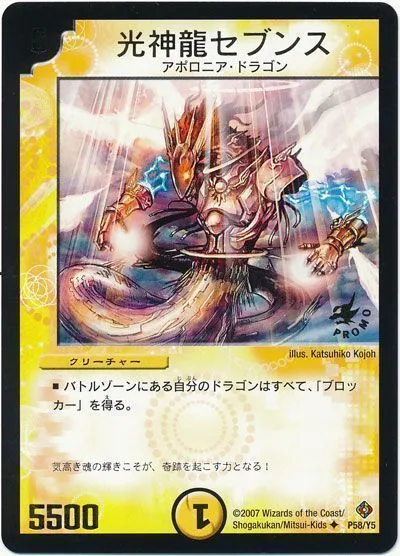 光神龍セブンス
アポロニア・ドラゴン
PROMO
illus. Katsuhiko Kojoh
クリーチャー
■ バトルゾーンにある自分のドラゴンはすべて、「ブロッ
カー」を得る。
気高き魂の輝きこそが、奇跡を起こす力となる!
5500
1
©2007 Wizards of the Coast/
Shogakukan/Mitsui-Kids
P58/Y5